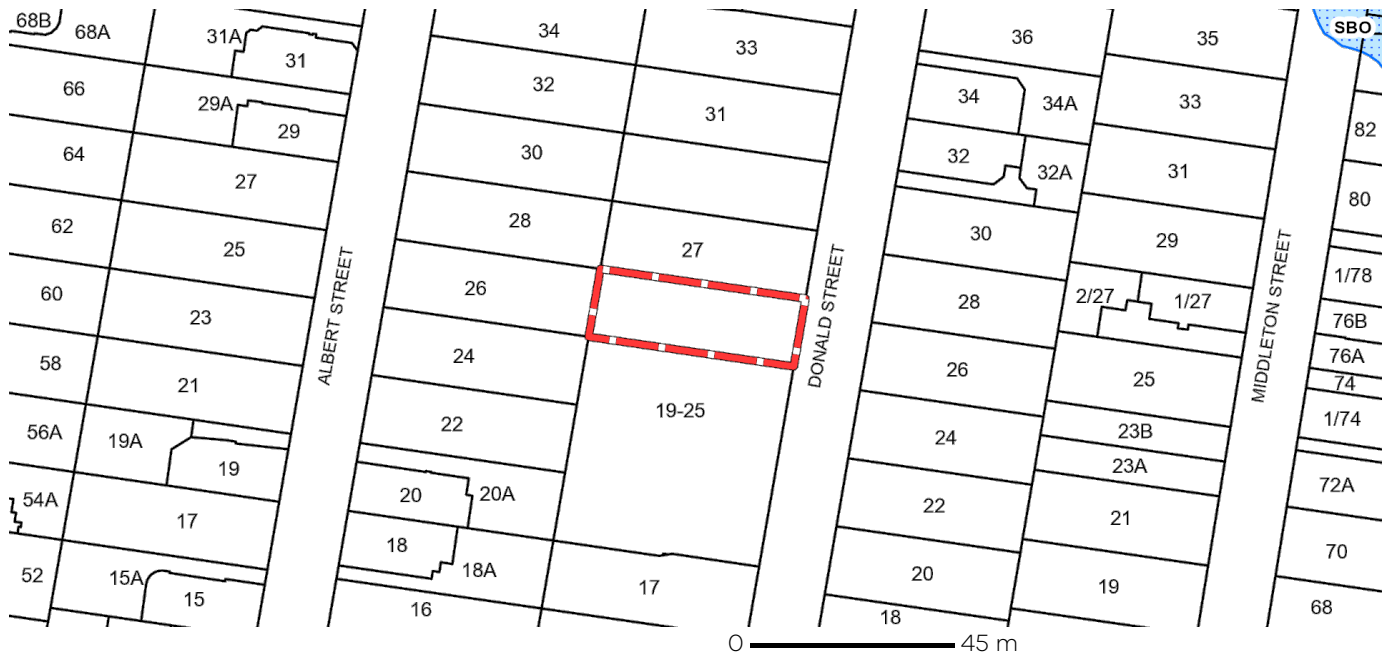 68B
68A
31A
31
34
33
36
35
SBO
66
29A
29
32
31
34
34A
33
82
64
27
30
32
32A
31
80
62
25
28
27
30
29
1/78
60
23
26
28
2/27
1/27
76B
58
21
24
26
25
76A
74
ALBERT STREET
DONALD STREET
MIDDLETON STREET
56A
19A
19
22
19-25
24
23B
23A
1/74
54A
17
20
20A
22
21
72A
18
18A
20
19
70
52
15A
15
16
17
18
68
0
45 m